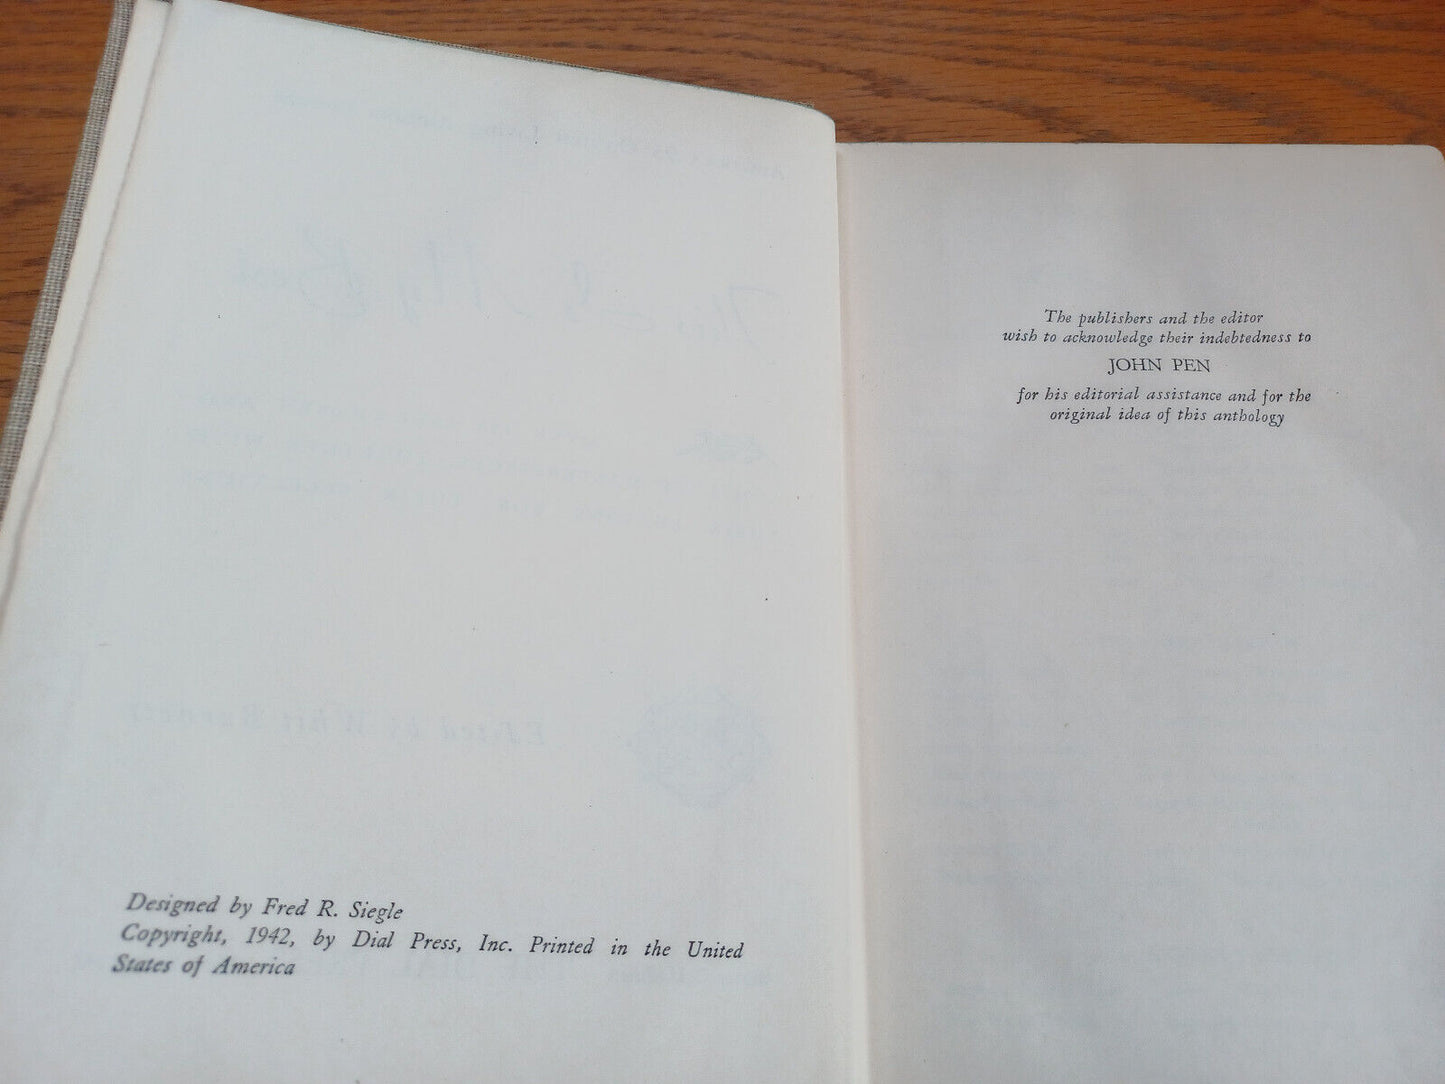 Designed by Fred R. Siegle
Copyright, 1942, by Dial Press, Inc. Printed in the United
States of America
The publishers and the editor
wish to acknowledge their indebtedness to
JOHN PEN
for his editorial assistance and for the
original idea of this anthology